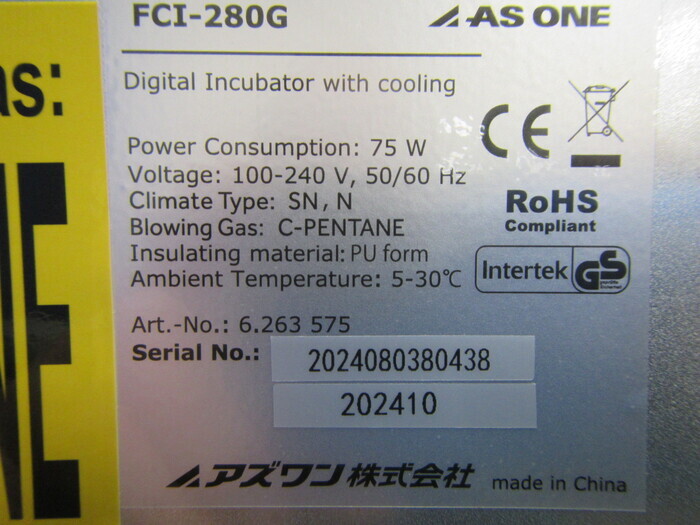 FCI-280G
AS ONE
as:
NE
Digital Incubator with cooling
Power Consumption: 75 W
Voltage: 100-240 V, 50/60 Hz
Climate Type: SN, N
Blowing Gas: C-PENTANE
Insulating material: PU form
Ambient Temperature: 5-30℃
CE
RoHS
Compliant
Intertek GS
Art.-No.: 6.263 575
Serial No.: 2024080380438
202410
アズワン株式会社
made in China